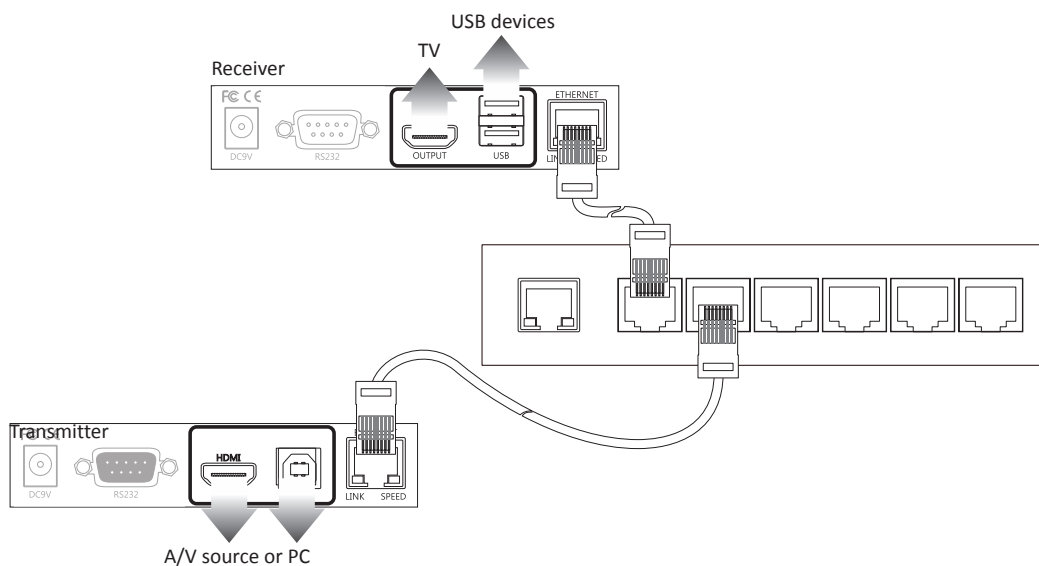 USB devices
TV
Receiver
FC CE
ETHERNET
DC9V
RS232
OUTPUT
USB
Transmitter
HDMI
DC9V
RS232
LINK
SPEED
A/V source or PC